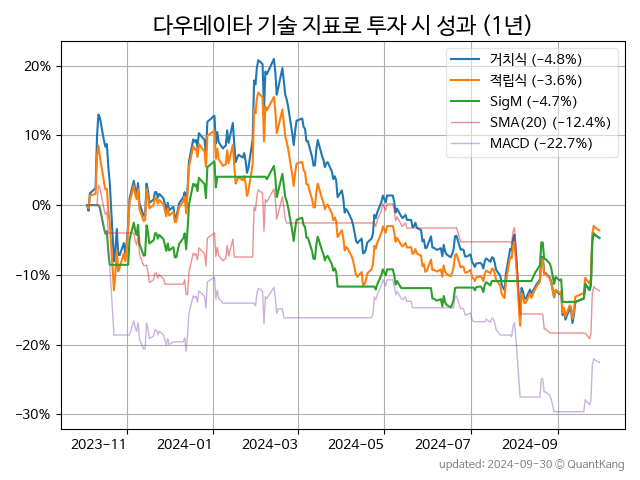 다우데이타 기술 지표로 투자 시 성과 (1년)
거치식 (−4.8%)
적립식 (−3.6%)
SigM (−4.7%)
SMA(20) (−12.4%)
MACD (−22.7%)
20%
10%
0%
−10%
−20%
−30%
2023-11 2024-01 2024-03 2024-05 2024-07 2024-09
updated: 2024-09-30 © QuantKang